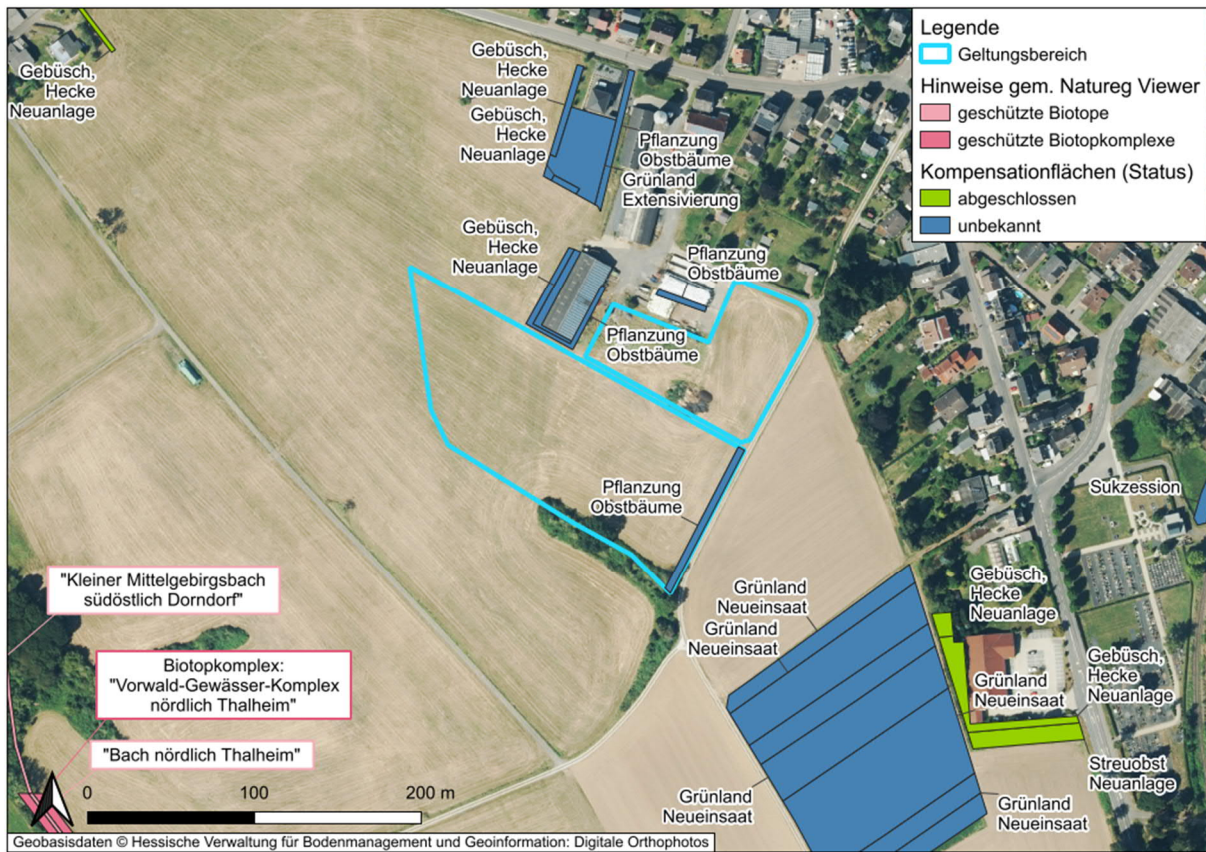 Legende
Geltungsbereich
Hinweise gem. Natureg Viewer
geschützte Biotope
geschützte Biotopkomplexe
Kompensationflächen (Status)
abgeschlossen
unbekannt
Gebüsch,
Hecke
Neuanlage
Gebüsch,
Hecke
Neuanlage
Gebüsch,
Hecke
Neuanlage
Pflanzung
Obstbäume
Grünland
Extensivierung
Gebüsch,
Hecke
Neuanlage
Pflanzung
Obstbäume
Pflanzung
Obstbäume
Pflanzung
Obstbäume
Sukzession
Grünland
Neueinsaat
Grünland
Neueinsaat
Gebüsch,
Hecke
Neuanlage
Gebüsch,
Hecke
Neuanlage
Grünland
Neueinsaat
Streuobst
Neuanlage
Grünland
Neueinsaat
Grünland
Neueinsaat
"Kleiner Mittelgebirgsbach
südöstlich Dorndorf"
Biotopkomplex:
"Vorwald-Gewässer-Komplex
nördlich Thalheim"
"Bach nördlich Thalheim"
0 100 200 m
Geobasisdaten © Hessische Verwaltung für Bodenmanagement und Geoinformation: Digitale Orthophotos